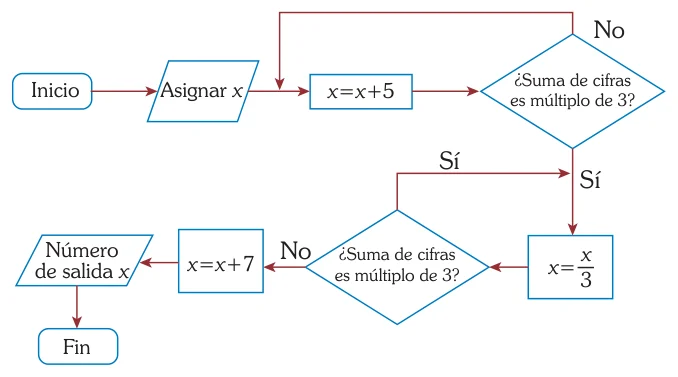 No
Inicio
Asignar x
x=x+5
¿Suma de cifras
es múltiplo de 3?
Sí
Sí
Número
de salida x
x=x+7
No
¿Suma de cifras
es múltiplo de 3?
x=x/3
Fin